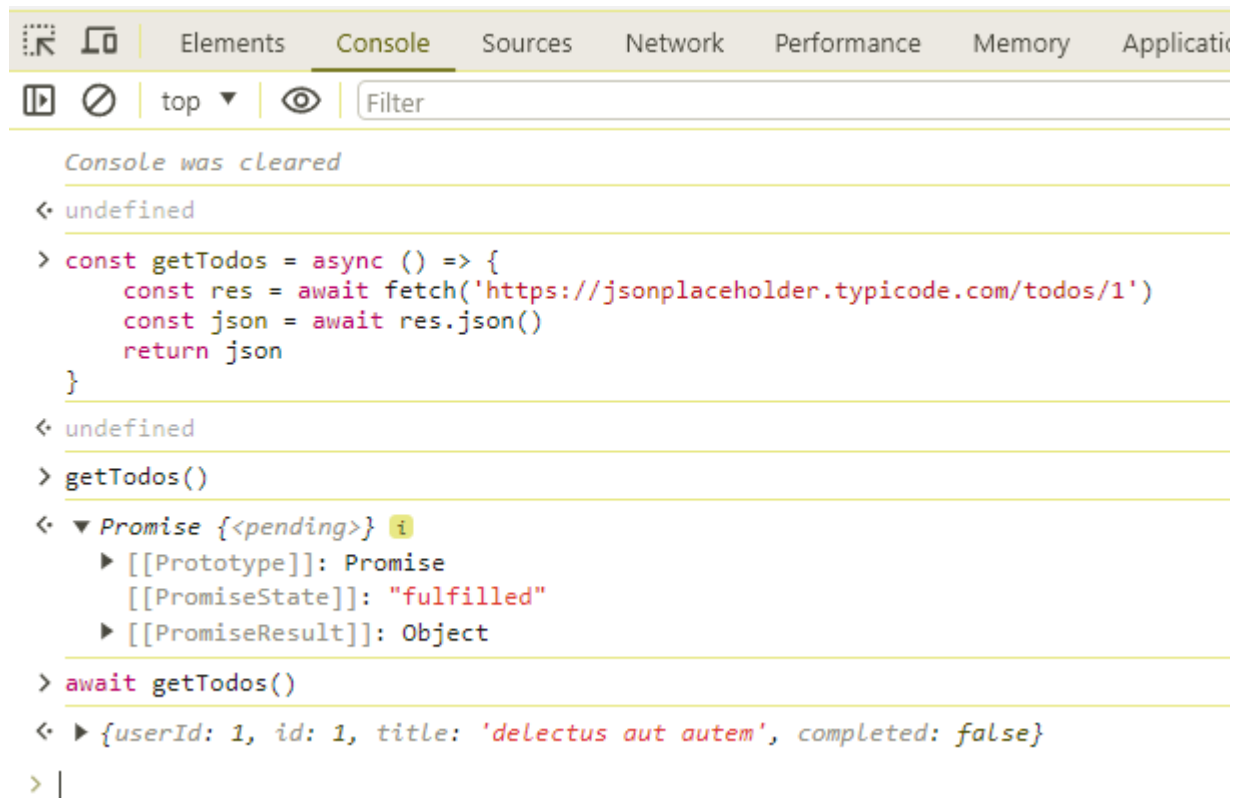 Elements Console Sources Network Performance Memory Applicatio
top ▼ Filter
Console was cleared
undefined
> const getTodos = async () => {
const res = await fetch('https://jsonplaceholder.typicode.com/todos/1')
const json = await res.json()
return json
}
undefined
> getTodos()
▼ Promise {<pending>} i
▶ [[Prototype]]: Promise
[[PromiseState]]: "fulfilled"
▶ [[PromiseResult]]: Object
> await getTodos()
▶ {userId: 1, id: 1, title: 'delectus aut autem', completed: false}
>